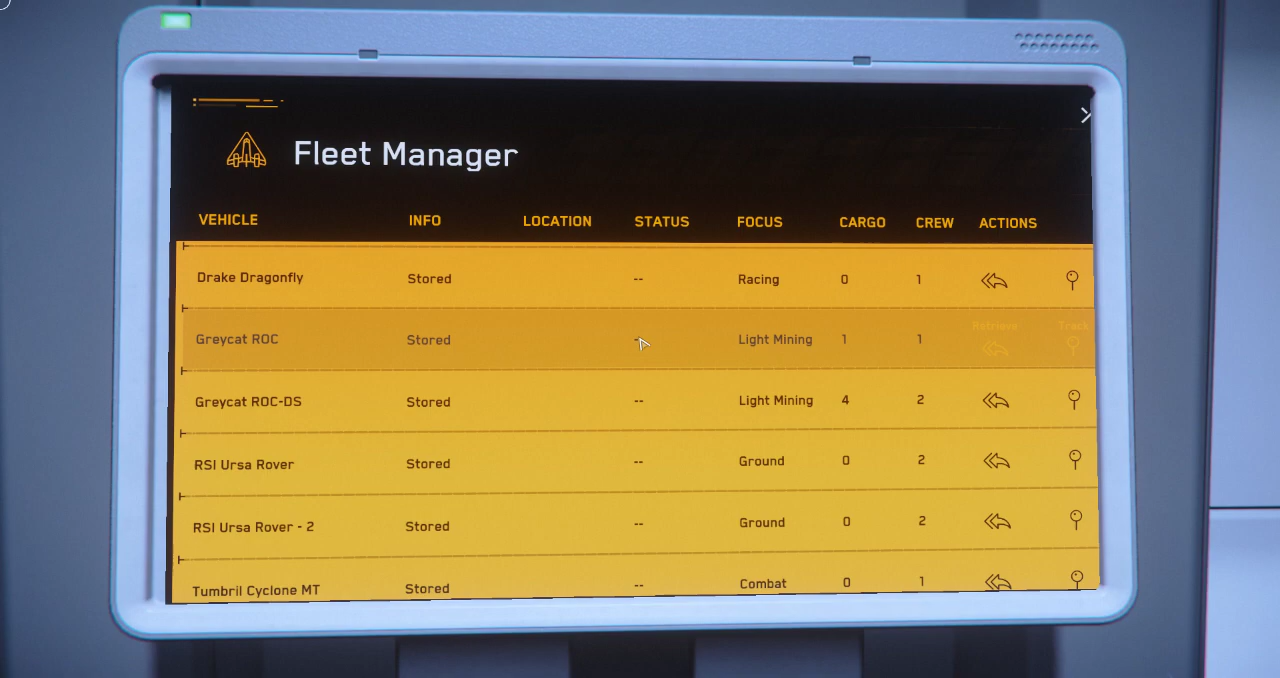 Fleet Manager
VEHICLE INFO LOCATION STATUS FOCUS CARGO CREW ACTIONS
Drake Dragonfly Stored -- Racing 0 1
Greycat ROC Stored Light Mining 1 1 Retrieve Track
Greycat ROC-DS Stored -- Light Mining 4 2
RSI Ursa Rover Stored -- Ground 0 2
RSI Ursa Rover - 2 Stored -- Ground 0 2
Tumbril Cyclone MT Stored -- Combat 0 1